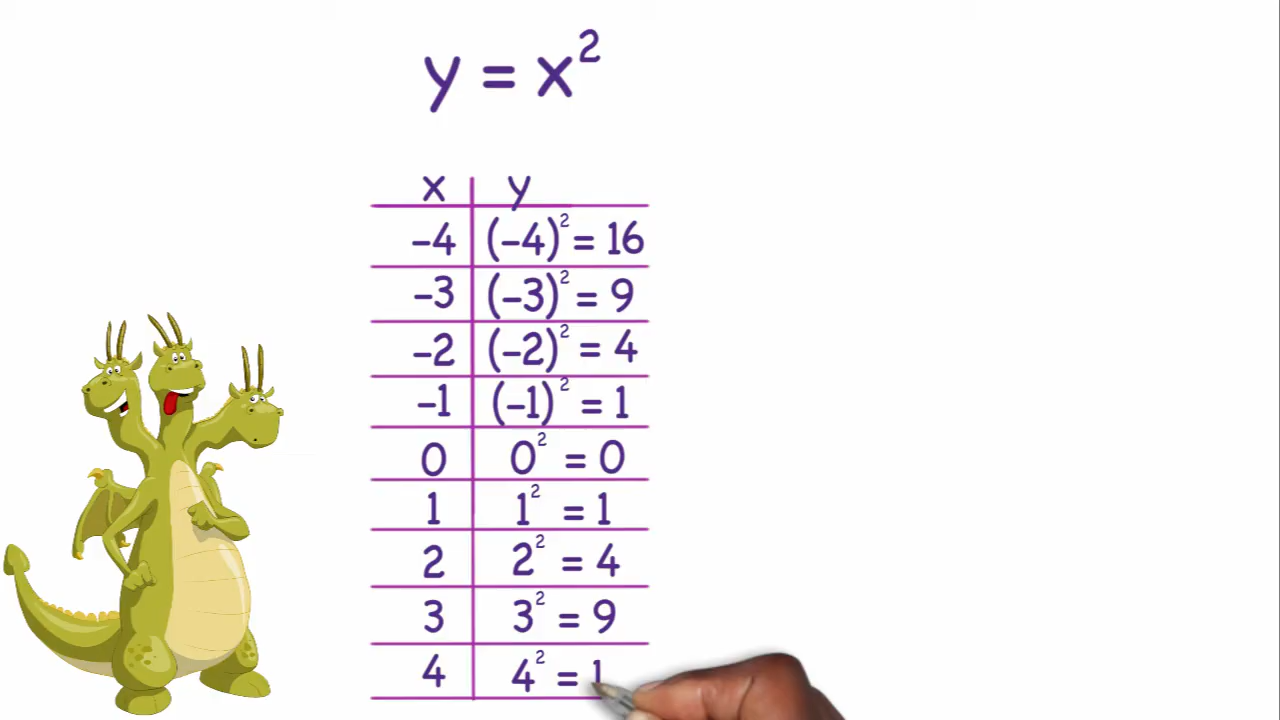 y = x²
x y
-4 (-4)² = 16
-3 (-3)² = 9
-2 (-2)² = 4
-1 (-1)² = 1
0 0² = 0
1 1² = 1
2 2² = 4
3 3² = 9
4 4² = 1